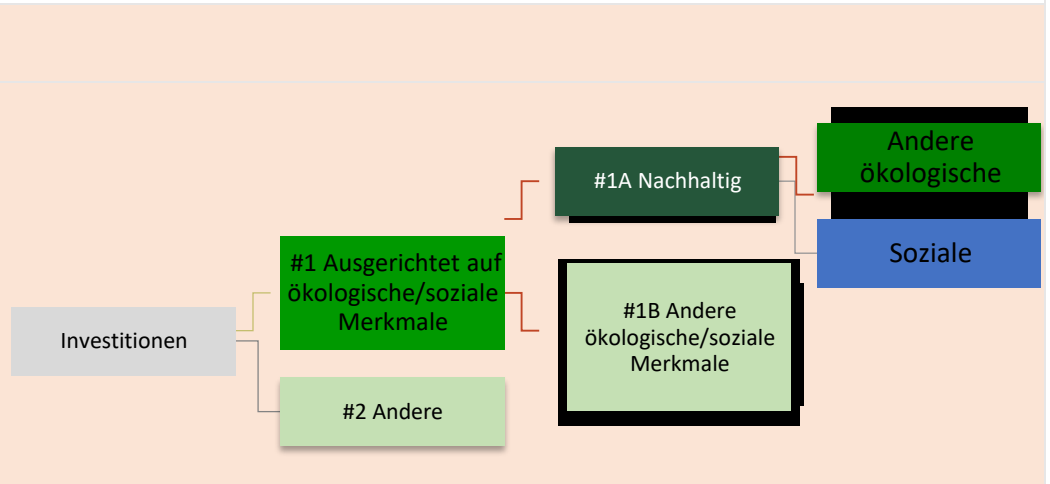 Investitionen
#1 Ausgerichtet auf
ökologische/soziale
Merkmale
#2 Andere
#1A Nachhaltig
#1B Andere
ökologische/soziale
Merkmale
Andere
ökologische
Soziale